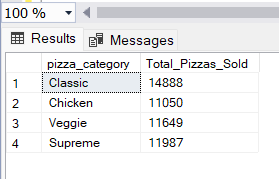 100 %
Results Messages
pizza_category Total_Pizzas_Sold
1 Classic 14888
2 Chicken 11050
3 Veggie 11649
4 Supreme 11987